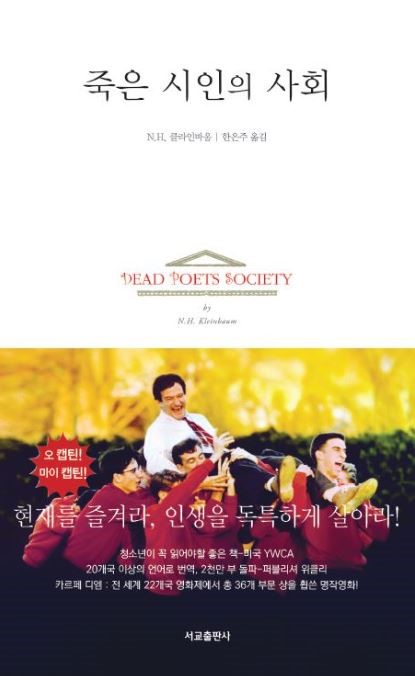 죽은 시인의 사회
N.H. 클라인바움 | 한은주 옮김
DEAD POETS SOCIETY
by
N.H. Kleinbaum
오 캡틴!
마이 캡틴!
현재를 즐겨라, 인생을 독특하게 살아라!
청소년이 꼭 읽어야할 좋은 책-미국 YWCA
20개국 이상의 언어로 번역, 2천만 부 돌파-퍼블리셔 위클리
카르페 디엠 : 전 세계 22개국 영화제에서 총 36개 부문 상을 휩쓴 명작영화!
서교출판사